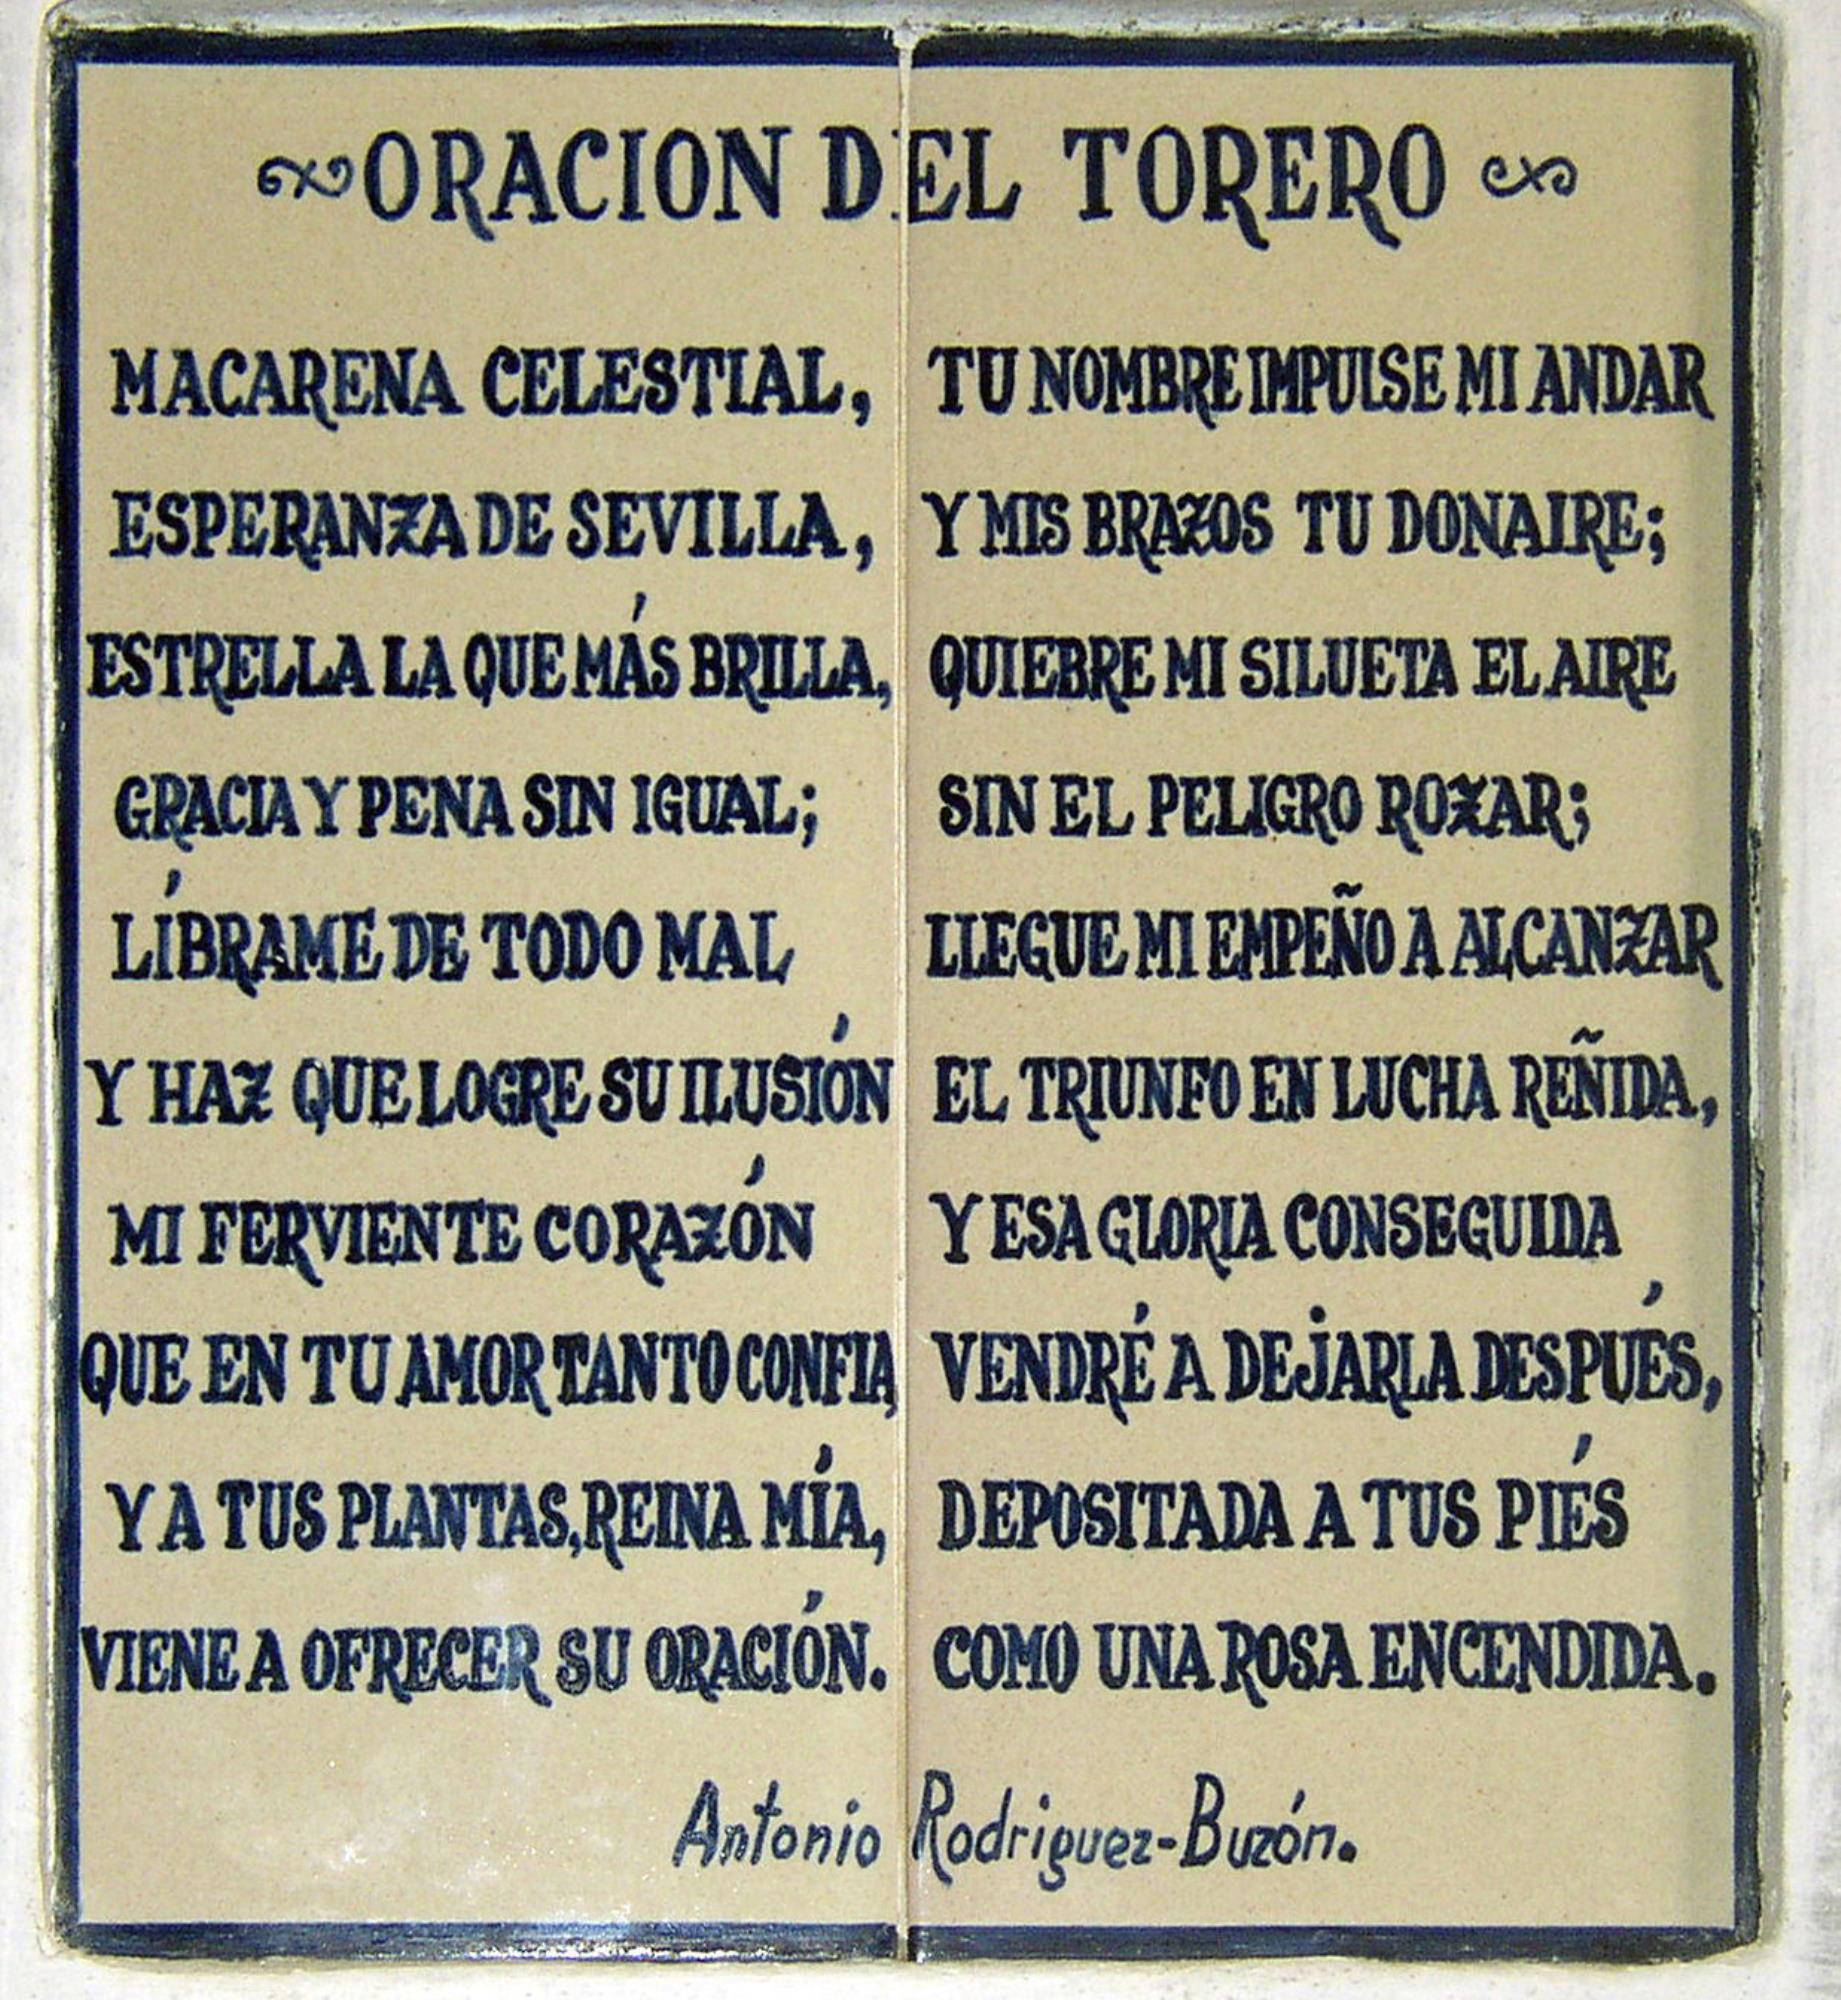 ORACION DEL TORERO
MACARENA CELESTIAL,
ESPERANZA DE SEVILLA,
ESTRELLA LA QUE MÁS BRILLA,
GRACIA Y PENA SIN IGUAL;
LÍBRAME DE TODO MAL
Y HAZ QUE LOGRE SU ILUSIÓN
MI FERVIENTE CORAZÓN
QUE EN TU AMOR TANTO CONFIA,
Y A TUS PLANTAS, REINA MÍA,
VIENE A OFRECER SU ORACIÓN.
TU NOMBRE IMPULSE MI ANDAR
Y MIS BRAZOS TU DONAIRE;
QUIEBRE MI SILUETA EL AIRE
SIN EL PELIGRO ROZAR;
LLEGUE MI EMPEÑO A ALCANZAR
EL TRIUNFO EN LUCHA REÑIDA,
Y ESA GLORIA CONSEGUIDA
VENDRÉ A DEJARLA DESPUÉS,
DEPOSITADA A TUS PIÉS
COMO UNA ROSA ENCENDIDA.
Antonio Rodriguez-Buzón.